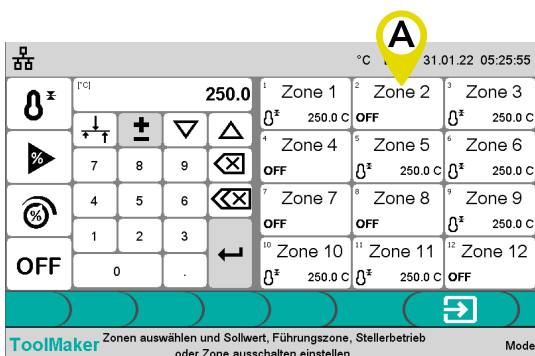 A
°C
31.01.22 05:25:55
[°C]
250.0
1 Zone 1
250.0 C
2 Zone 2
OFF
3 Zone 3
250.0 C
%
±
7 8 9
4 Zone 4
OFF
5 Zone 5
250.0 C
6 Zone 6
250.0 C
%
4 5 6
7 Zone 7
OFF
8 Zone 8
OFF
9 Zone 9
250.0 C
OFF
1 2 3
0 .
10 Zone 10
250.0 C
11 Zone 11
250.0 C
12 Zone 12
OFF
ToolMaker
Zonen auswählen und Sollwert, Führungszone, Stellerbetrieb
oder Zone ausschalten einstellen
Mode